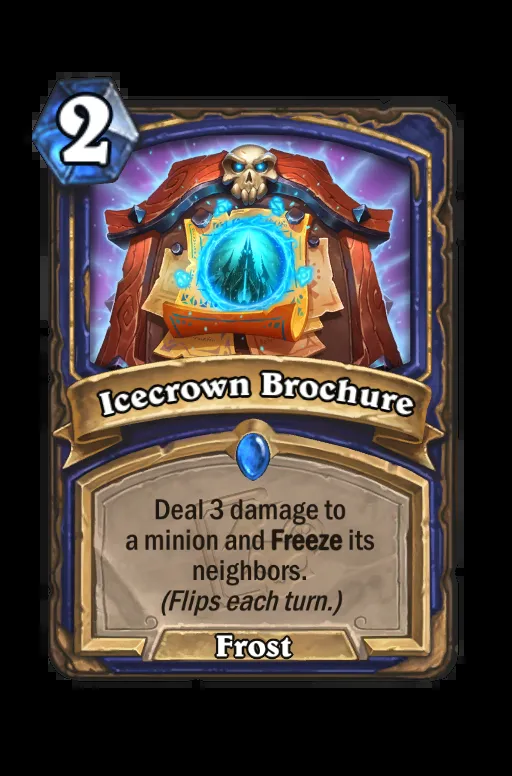 2
Icecrown Brochure
Deal 3 damage to
a minion and Freeze its
neighbors.
(Flips each turn.)
Frost